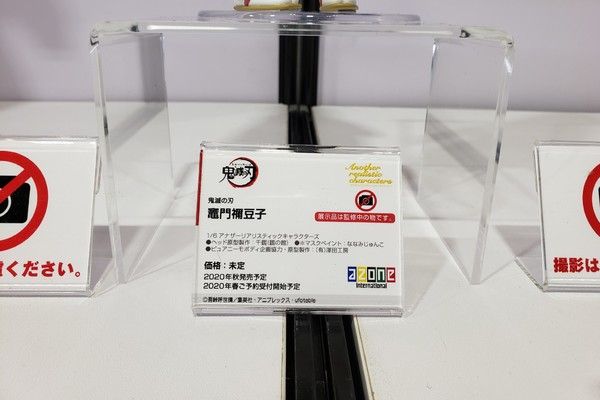 鬼滅の刃
Another
realistic
characters
鬼滅の刃
竈門禰豆子
展示品は監修中の物です。
1/6 アナザーリアリスティックキャラクターズ
●ヘッド原型製作:千鶴(鶴の館) ●ホマスクペイント:ななみじゅんこ
●ピュアニーモボディ企画協力・原型製作:(有)澤田工房
価格:未定
2020年秋発売予定
2020年春ご予約受付開始予定
azone
international
©吾峠呼世晴/集英社・アニプレックス・ufotable
ください。
撮影は